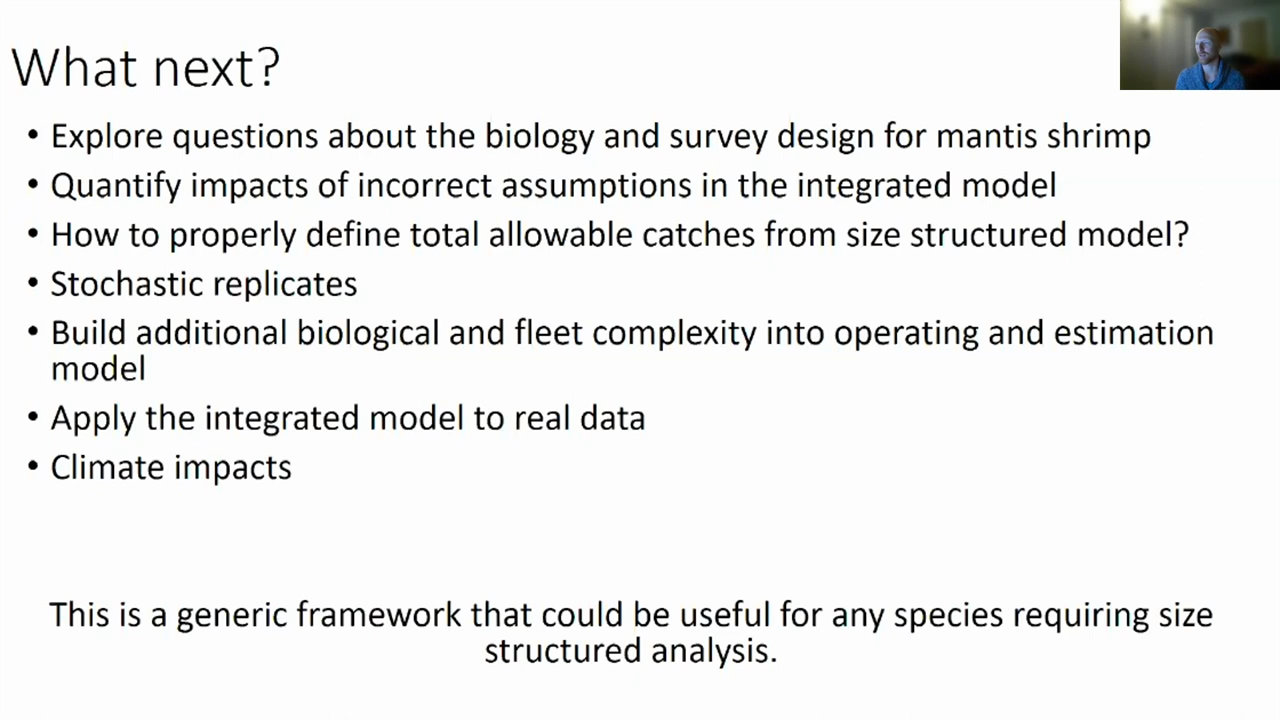 What next?
• Explore questions about the biology and survey design for mantis shrimp
• Quantify impacts of incorrect assumptions in the integrated model
• How to properly define total allowable catches from size structured model?
• Stochastic replicates
• Build additional biological and fleet complexity into operating and estimation
model
• Apply the integrated model to real data
• Climate impacts
This is a generic framework that could be useful for any species requiring size
structured analysis.